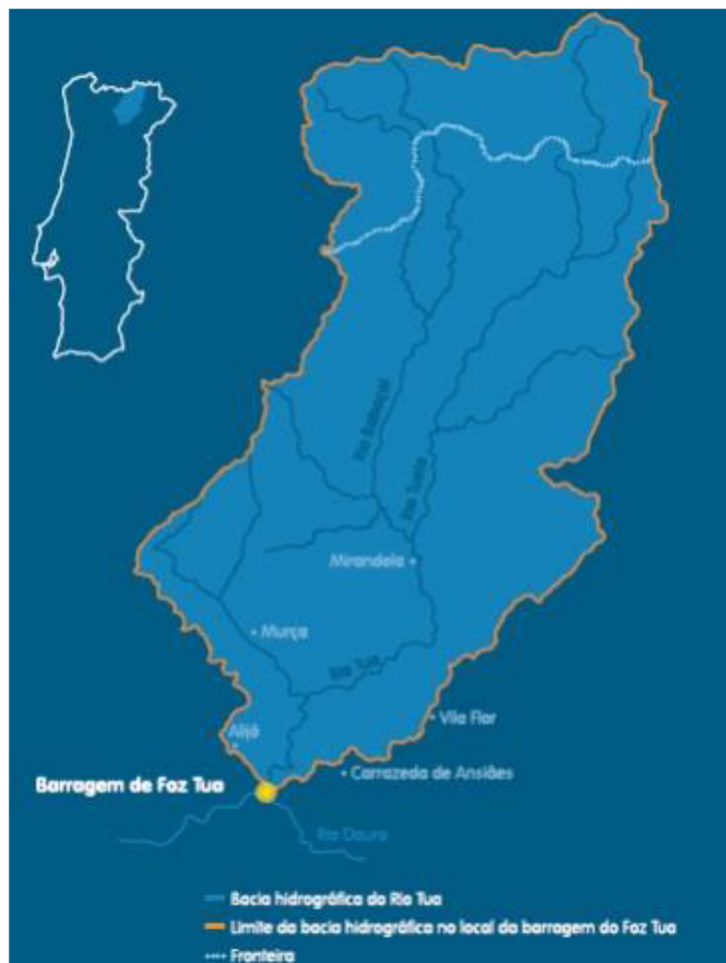 Rio Rabaçal
Rio Tuela
Mirandela
Murça
Rio Tua
Vila Flor
Alijó
Carrazeda de Ansiães
Barragem de Foz Tua
Rio Douro
Bacia hidrográfica do Rio Tua
Limite da bacia hidrográfica no local da barragem do Foz Tua
Fronteira